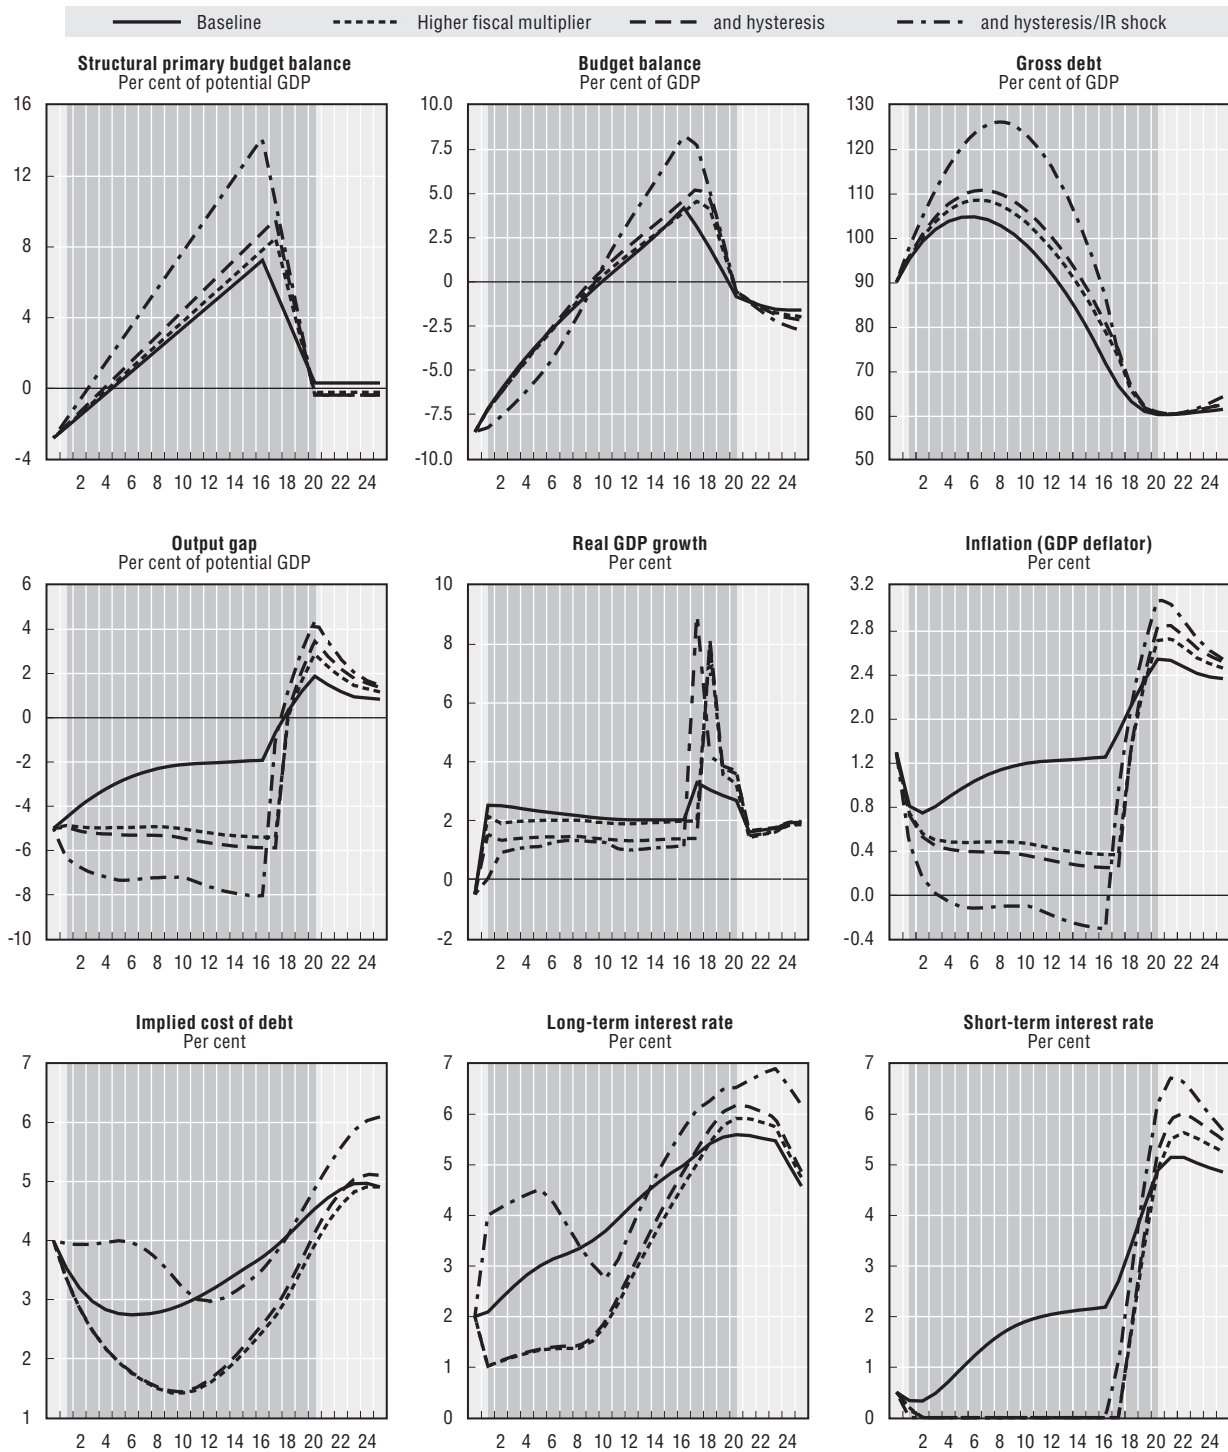 Baseline Higher fiscal multiplier and hysteresis and hysteresis/IR shock
Structural primary budget balance
Per cent of potential GDP
16
12
8
4
0
-4
2 4 6 8 10 12 14 16 18 20 22 24
Budget balance
Per cent of GDP
10.0
7.5
5.0
2.5
0
-2.5
-5.0
-7.5
-10.0
2 4 6 8 10 12 14 16 18 20 22 24
Gross debt
Per cent of GDP
130
120
110
100
90
80
70
60
50
2 4 6 8 10 12 14 16 18 20 22 24
Output gap
Per cent of potential GDP
6
4
2
0
-2
-4
-6
-8
-10
2 4 6 8 10 12 14 16 18 20 22 24
Real GDP growth
Per cent
10
8
6
4
2
0
-2
2 4 6 8 10 12 14 16 18 20 22 24
Inflation (GDP deflator)
Per cent
3.2
2.8
2.4
2.0
1.6
1.2
0.8
0.4
0.0
-0.4
2 4 6 8 10 12 14 16 18 20 22 24
Implied cost of debt
Per cent
7
6
5
4
3
2
1
2 4 6 8 10 12 14 16 18 20 22 24
Long-term interest rate
Per cent
7
6
5
4
3
2
1
0
2 4 6 8 10 12 14 16 18 20 22 24
Short-term interest rate
Per cent
7
6
5
4
3
2
1
0
2 4 6 8 10 12 14 16 18 20 22 24